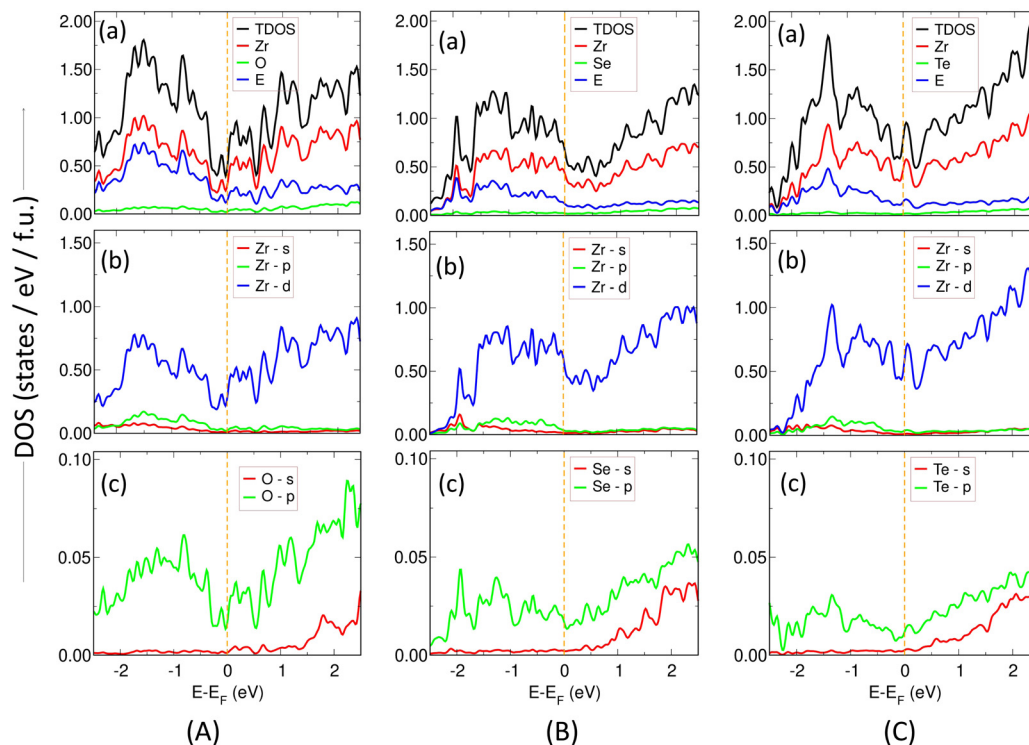 DOS (states / eV / f.u.)
(a)
TDOS
Zr
O
E
2.00
1.50
1.00
0.50
0.00
(b)
Zr - s
Zr - p
Zr - d
1.50
1.00
0.50
0.00
(c)
O - s
O - p
0.10
0.05
0.00
-2 -1 0 1 2
E-E_F (eV)
(A)
(a)
TDOS
Zr
Se
E
2.00
1.50
1.00
0.50
0.00
(b)
Zr - s
Zr - p
Zr - d
1.50
1.00
0.50
0.00
(c)
Se - s
Se - p
0.10
0.05
0.00
-2 -1 0 1 2
E-E_F (eV)
(B)
(a)
TDOS
Zr
Te
E
2.00
1.50
1.00
0.50
0.00
(b)
Zr - s
Zr - p
Zr - d
1.50
1.00
0.50
0.00
(c)
Te - s
Te - p
0.10
0.05
0.00
-2 -1 0 1 2
E-E_F (eV)
(C)